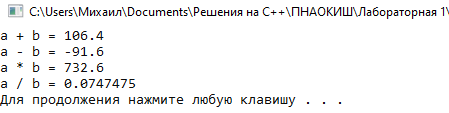 C:\Users\Михаил\Documents\Решения на C++\ПНАОКИШ\Лабораторная 1\
a + b = 106.4
a - b = -91.6
a * b = 732.6
a / b = 0.0747475
Для продолжения нажмите любую клавишу . . .